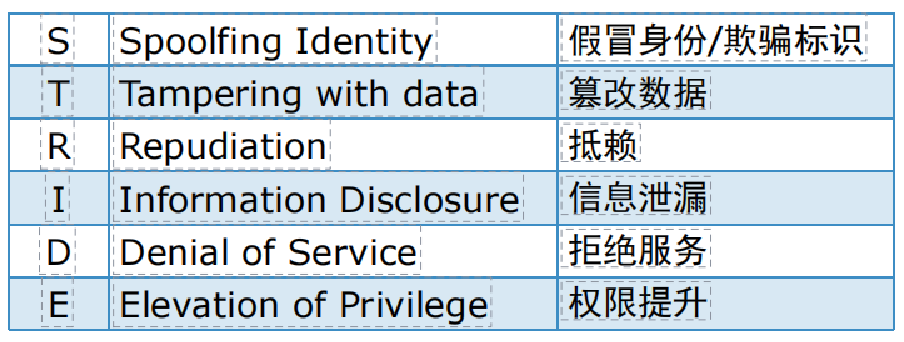 S Spoolfing Identity 假冒身份/欺骗标识
T Tampering with data 篡改数据
R Repudiation 抵赖
I Information Disclosure 信息泄漏
D Denial of Service 拒绝服务
E Elevation of Privilege 权限提升